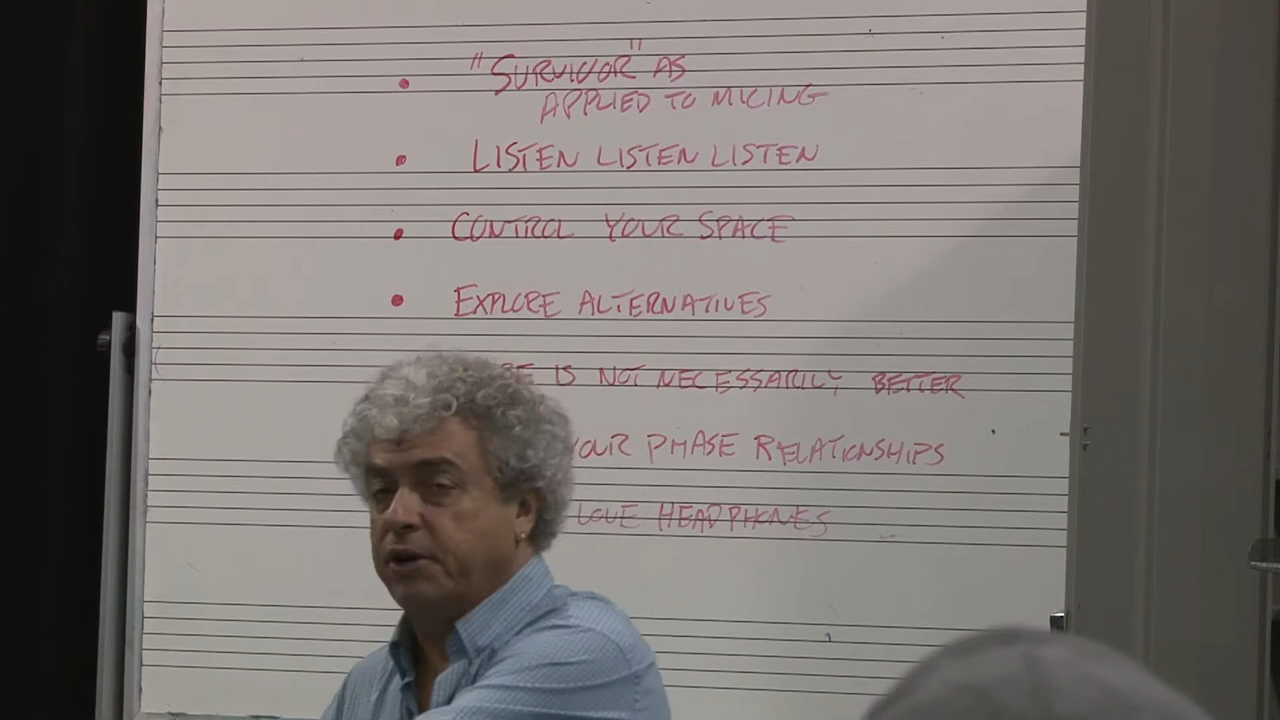 • "SURVIVOR" AS
APPLIED TO MICING
• LISTEN LISTEN LISTEN
• CONTROL YOUR SPACE
• EXPLORE ALTERNATIVES
IS NOT NECESSARILY BETTER
YOUR PHASE RELATIONSHIPS
LOVE HEADPHONES